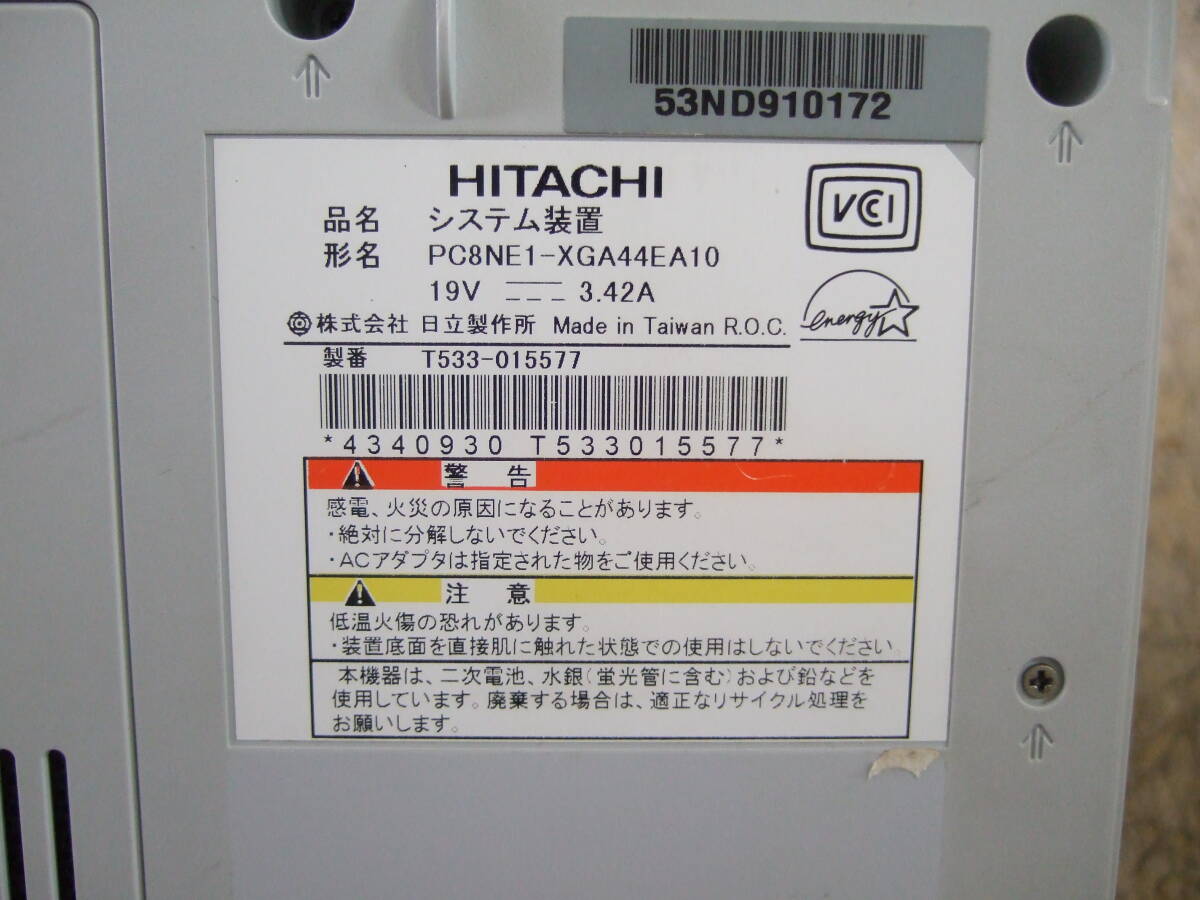 53ND910172
HITACHI
VCCI
品名 システム装置
形名 PC8NE1-XGA44EA10
19V 3.42A
energy
株式会社 日立製作所 Made in Taiwan R.O.C.
製番 T533-015577
*4340930 T533015577*
警 告
感電、火災の原因になることがあります。
・絶対に分解しないでください。
・ACアダプタは指定された物をご使用ください。
注 意
低温火傷の恐れがあります。
・装置底面を直接肌に触れた状態での使用はしないでください。
本機器は、二次電池、水銀(蛍光管に含む)および鉛などを
使用しています。廃棄する場合は、適正なリサイクル処理を
お願いします。